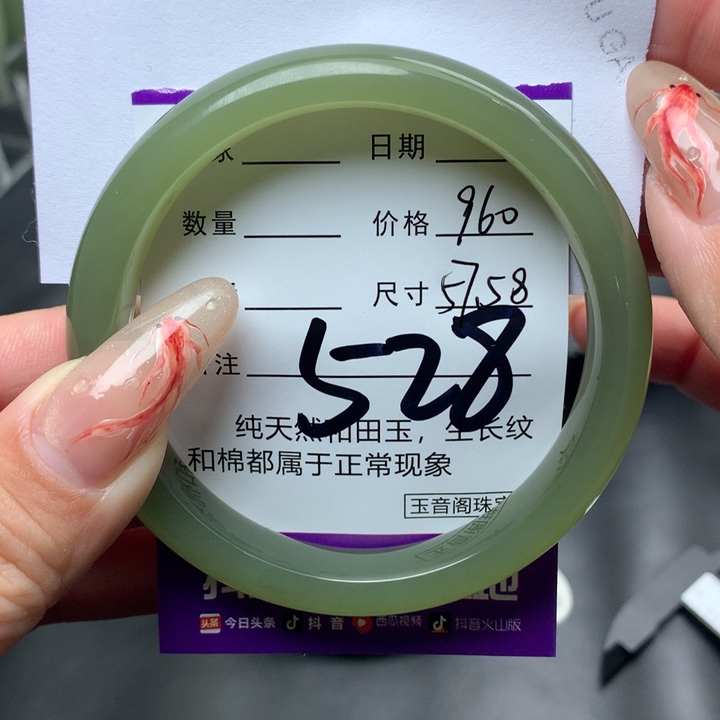 日期
数量 价格 960
尺寸 57.58
注 528
纯天然和田玉，生长纹
和棉都属于正常现象
玉音阁珠宝
头条 今日头条 抖音 西瓜视频 抖音火山版